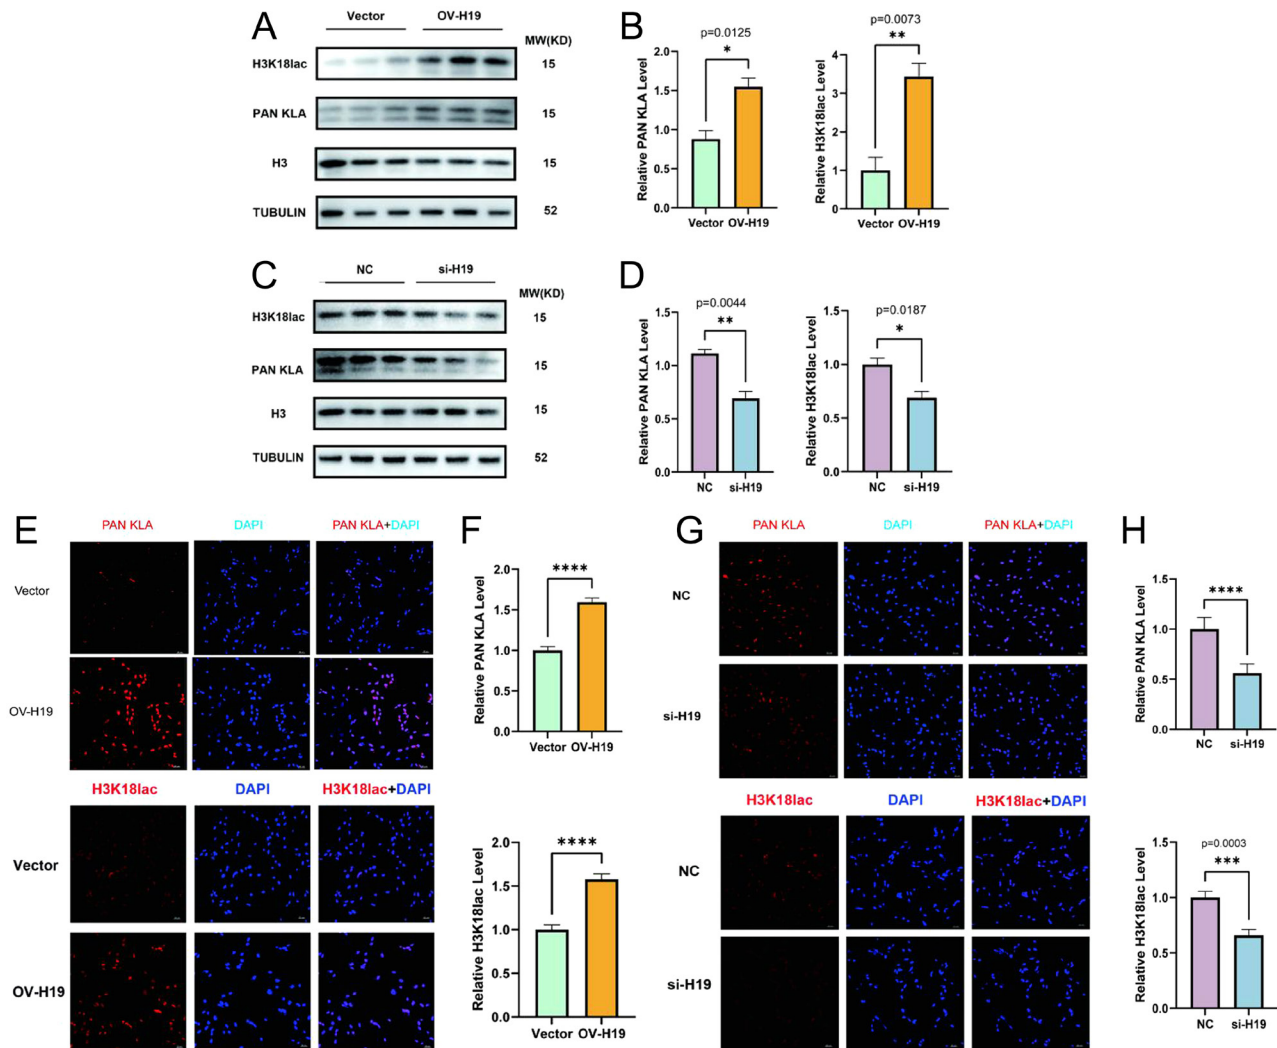 A
Vector OV-H19
MW(KD)
H3K18lac 15
PAN KLA 15
H3 15
TUBULIN 52
B
p=0.0125
*
Relative PAN KLA Level
2.0
1.5
1.0
0.5
0.0
Vector OV-H19
p=0.0073
**
Relative H3K18lac Level
4
3
2
1
0
Vector OV-H19
C
NC si-H19
MW(KD)
H3K18lac 15
PAN KLA 15
H3 15
TUBULIN 52
D
p=0.0044
**
Relative PAN KLA Level
1.5
1.0
0.5
0.0
NC si-H19
p=0.0187
*
Relative H3K18lac Level
1.5
1.0
0.5
0.0
NC si-H19
E
PAN KLA DAPI PAN KLA+DAPI
Vector
OV-H19
H3K18lac DAPI H3K18lac+DAPI
Vector
OV-H19
F
****
Relative PAN KLA Level
2.0
1.5
1.0
0.5
0.0
Vector OV-H19
****
Relative H3K18lac Level
2.0
1.5
1.0
0.5
0.0
Vector OV-H19
G
PAN KLA DAPI PAN KLA+DAPI
NC
si-H19
H3K18lac DAPI H3K18lac+DAPI
NC
si-H19
H
****
Relative PAN KLA Level
1.5
1.0
0.5
0.0
NC si-H19
p=0.0003
***
Relative H3K18lac Level
1.5
1.0
0.5
0.0
NC si-H19